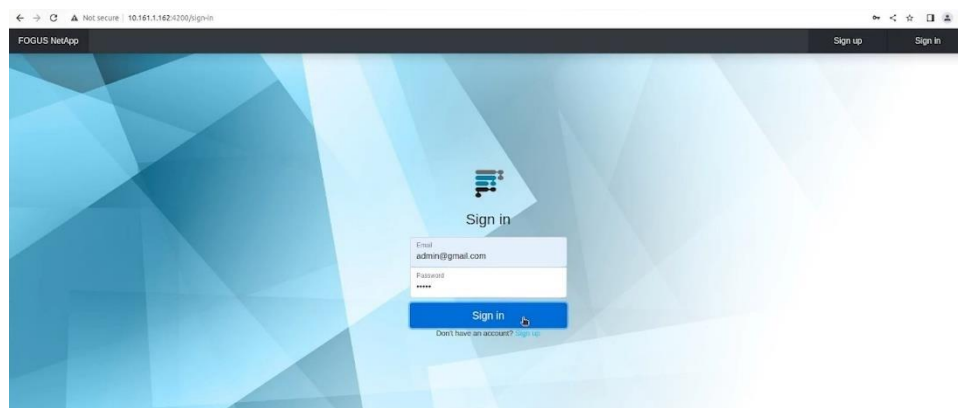 Not secure | 10.161.1.162:4200/sign-in
FOGUS NetApp Sign up Sign In
Sign in
Email
admin@gmail.com
Password
•••••
Sign in
Don't have an account? Sign up